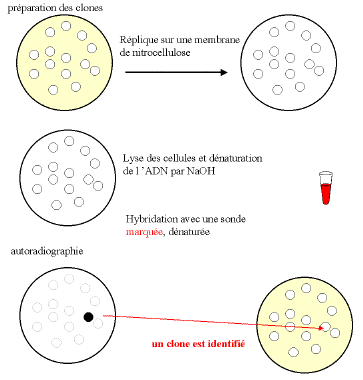 préparation des clones
Réplique sur une membrane
de nitrocellulose
Lyse des cellules et dénaturation
de l'ADN par NaOH
Hybridation avec une sonde
marquée, dénaturée.
autoradiographie
un clone est identifié